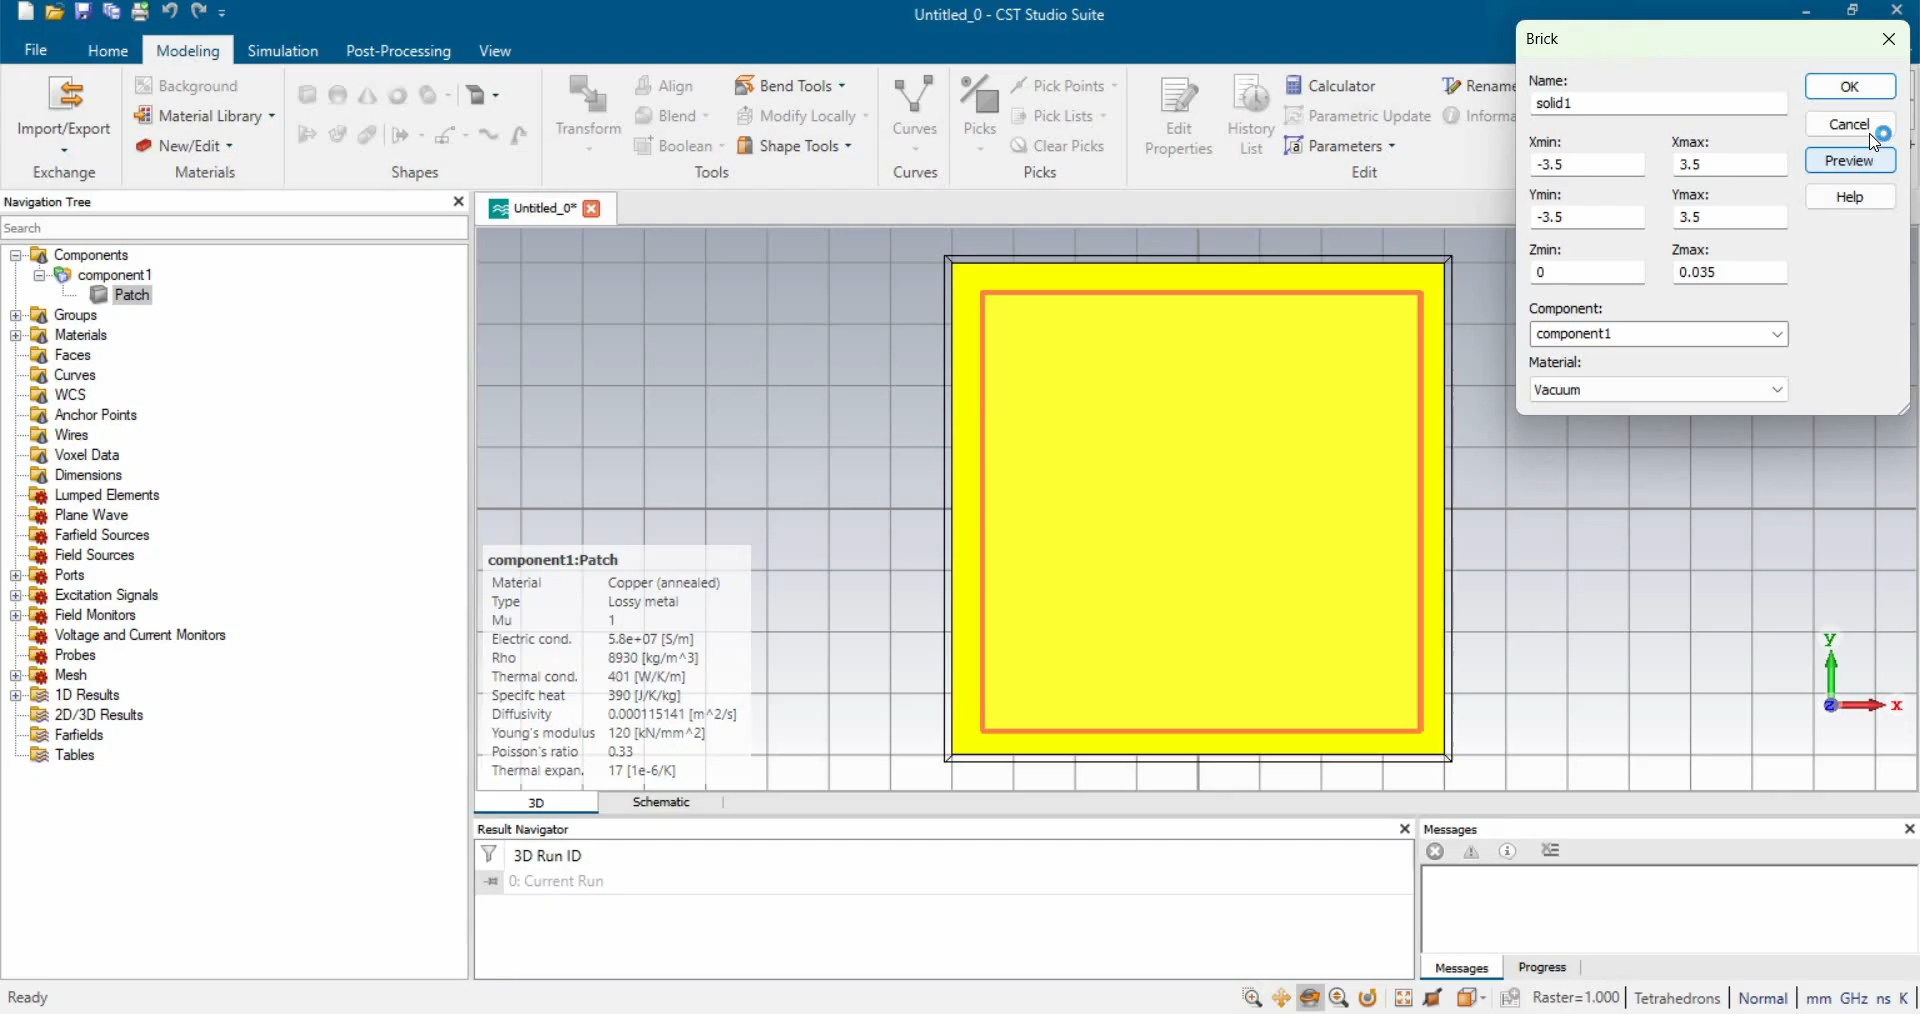 Untitled_0 - CST Studio Suite
File Home Modeling Simulation Post-Processing View
Import/Export
Exchange
Background
Material Library
New/Edit
Materials
Shapes
Transform
Align
Blend
Boolean
Bend Tools
Modify Locally
Shape Tools
Tools
Curves
Curves
Picks
Pick Points
Pick Lists
Clear Picks
Picks
Edit
Properties
History
List
Calculator
Parametric Update
Parameters
Edit
Rename
Informa
Brick
Name:
solid1
Xmin: Xmax:
-3.5 3.5
Ymin: Ymax:
-3.5 3.5
Zmin: Zmax:
0 0.035
Component:
component1
Material:
Vacuum
OK
Cancel
Preview
Help
Navigation Tree
Search
Components
component1
Patch
Groups
Materials
Faces
Curves
WCS
Anchor Points
Wires
Voxel Data
Dimensions
Lumped Elements
Plane Wave
Farfield Sources
Field Sources
Ports
Excitation Signals
Field Monitors
Voltage and Current Monitors
Probes
Mesh
1D Results
2D/3D Results
Farfields
Tables
Untitled_0*
component1:Patch
Material Copper (annealed)
Type Lossy metal
Mu 1
Electric cond. 5.8e+07 [S/m]
Rho 8930 [kg/m^3]
Thermal cond. 401 [W/K/m]
Specifc heat 390 [J/K/kg]
Diffusivity 0.000115141 [m^2/s]
Young's modulus 120 [kN/mm^2]
Poisson's ratio 0.33
Thermal expan. 17 [1e-6/K]
y
z
x
3D Schematic
Result Navigator
3D Run ID
0: Current Run
Messages
Messages Progress
Ready
Raster=1.000 Tetrahedrons Normal mm GHz ns K